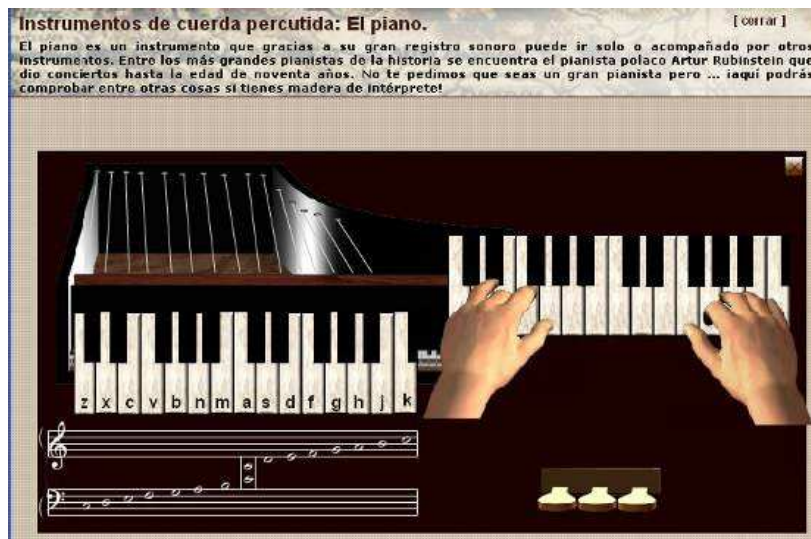 Instrumentos de cuerda percutida: El piano.
[ cerrar ]
El piano es un instrumento que gracias a su gran registro sonoro puede ir solo o acompañado por otros
instrumentos. Entre los más grandes pianistas de la historia se encuentra el pianista polaco Artur Rubinstein que
dio conciertos hasta la edad de noventa años. No te pedimos que seas un gran pianista pero ... ¡aquí podrás
comprobar entre otras cosas si tienes madera de intérprete!
z x c v b n m a s d f g h j k